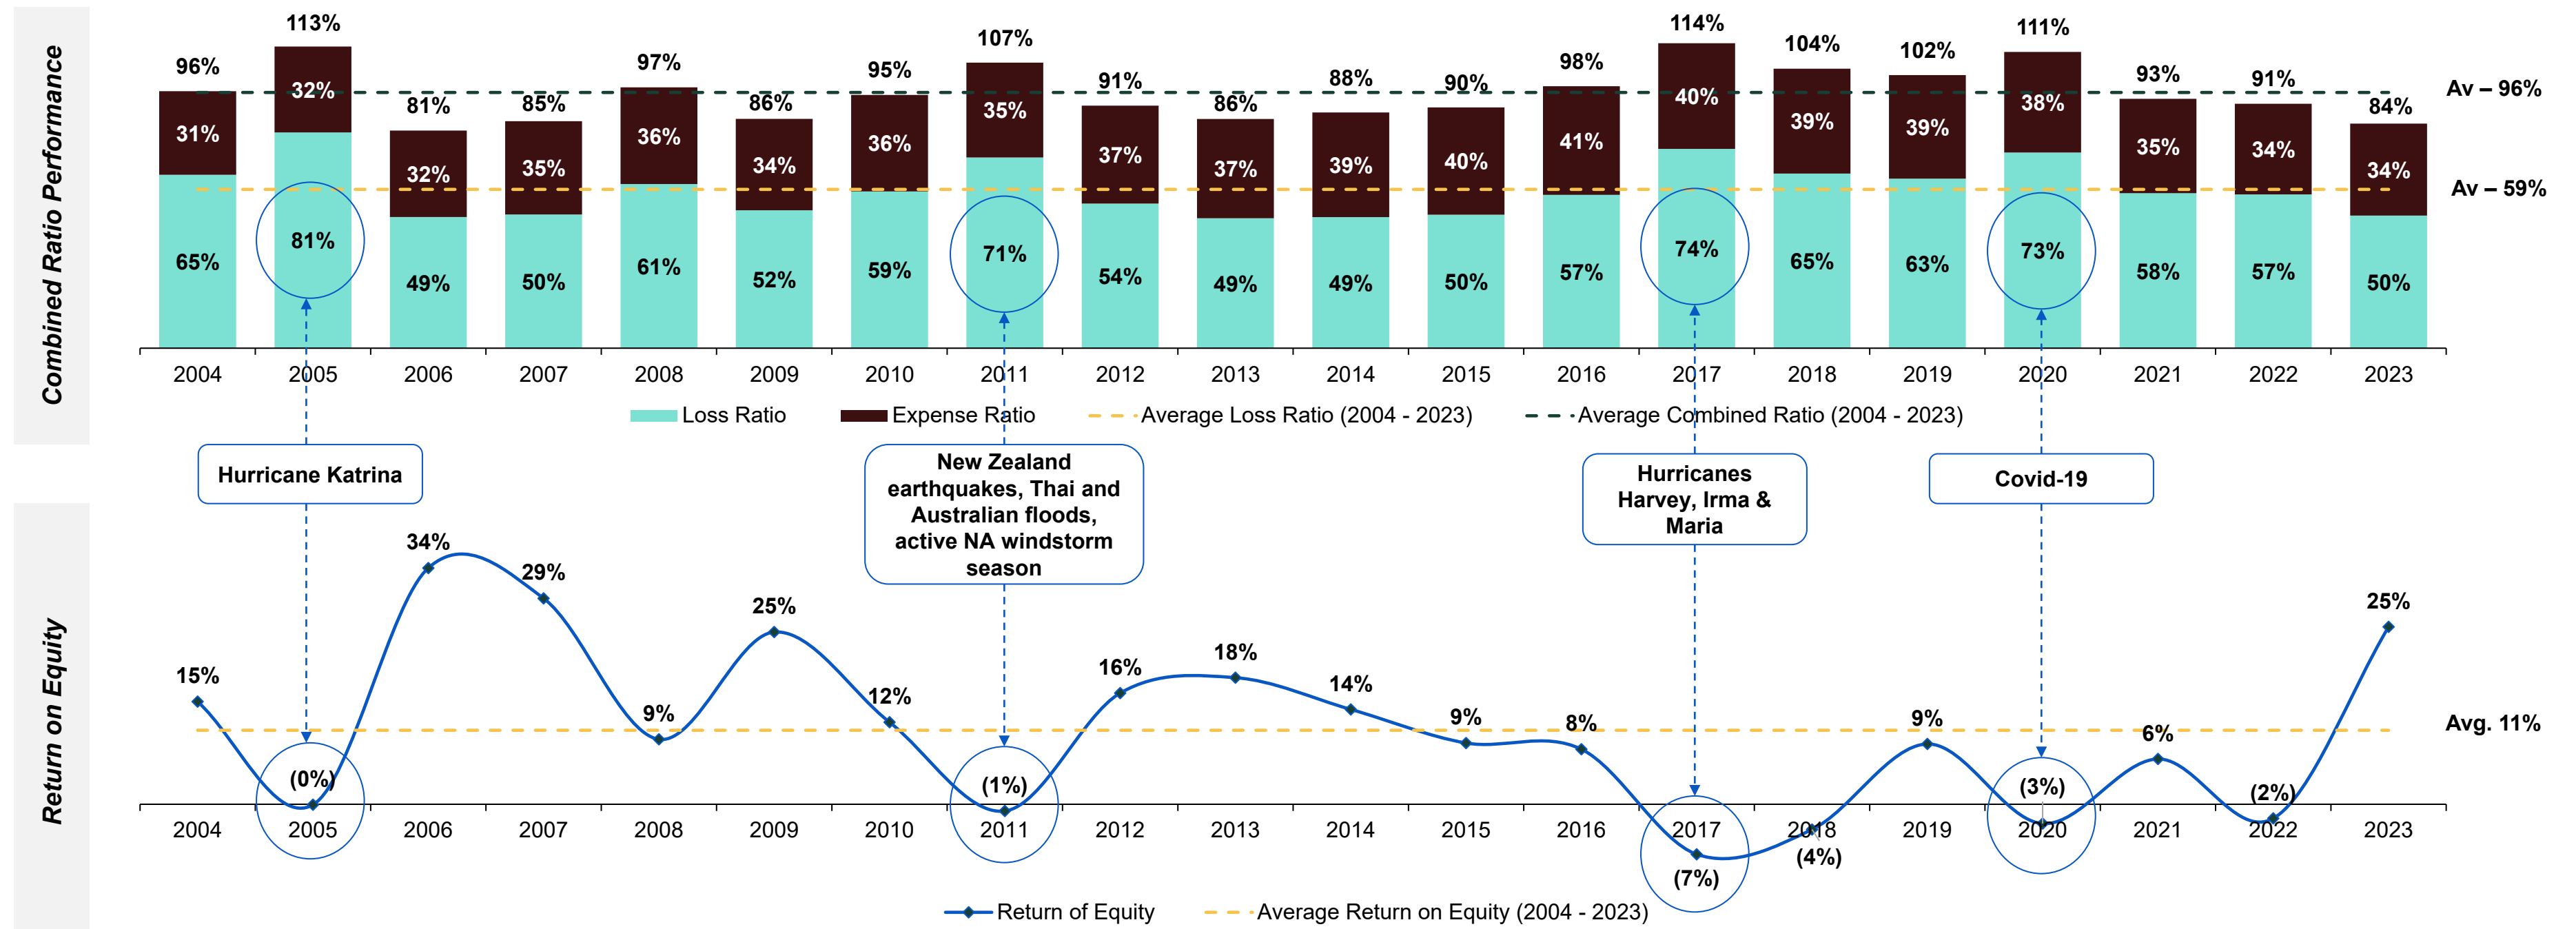 Combined Ratio Performance
96% 113% 81% 85% 97% 86% 95% 107% 91% 86% 88% 90% 98% 114% 104% 102% 111% 93% 91% 84%
31% 32% 32% 35% 36% 34% 36% 35% 37% 37% 39% 40% 41% 40% 39% 39% 38% 35% 34% 34%
65% 81% 49% 50% 61% 52% 59% 71% 54% 49% 49% 50% 57% 74% 65% 63% 73% 58% 57% 50%
Av – 96%
Av – 59%
2004 2005 2006 2007 2008 2009 2010 2011 2012 2013 2014 2015 2016 2017 2018 2019 2020 2021 2022 2023
Loss Ratio Expense Ratio Average Loss Ratio (2004 - 2023) Average Combined Ratio (2004 - 2023)
Hurricane Katrina
New Zealand
earthquakes, Thai and
Australian floods,
active NA windstorm
season
Hurricanes
Harvey, Irma &
Maria
Covid-19
Return on Equity
15% (0%) 34% 29% 9% 25% 12% (1%) 16% 18% 14% 9% 8% (7%) (4%) 9% (3%) 6% (2%) 25%
Avg. 11%
2004 2005 2006 2007 2008 2009 2010 2011 2012 2013 2014 2015 2016 2017 2018 2019 2020 2021 2022 2023
Return of Equity Average Return on Equity (2004 - 2023)